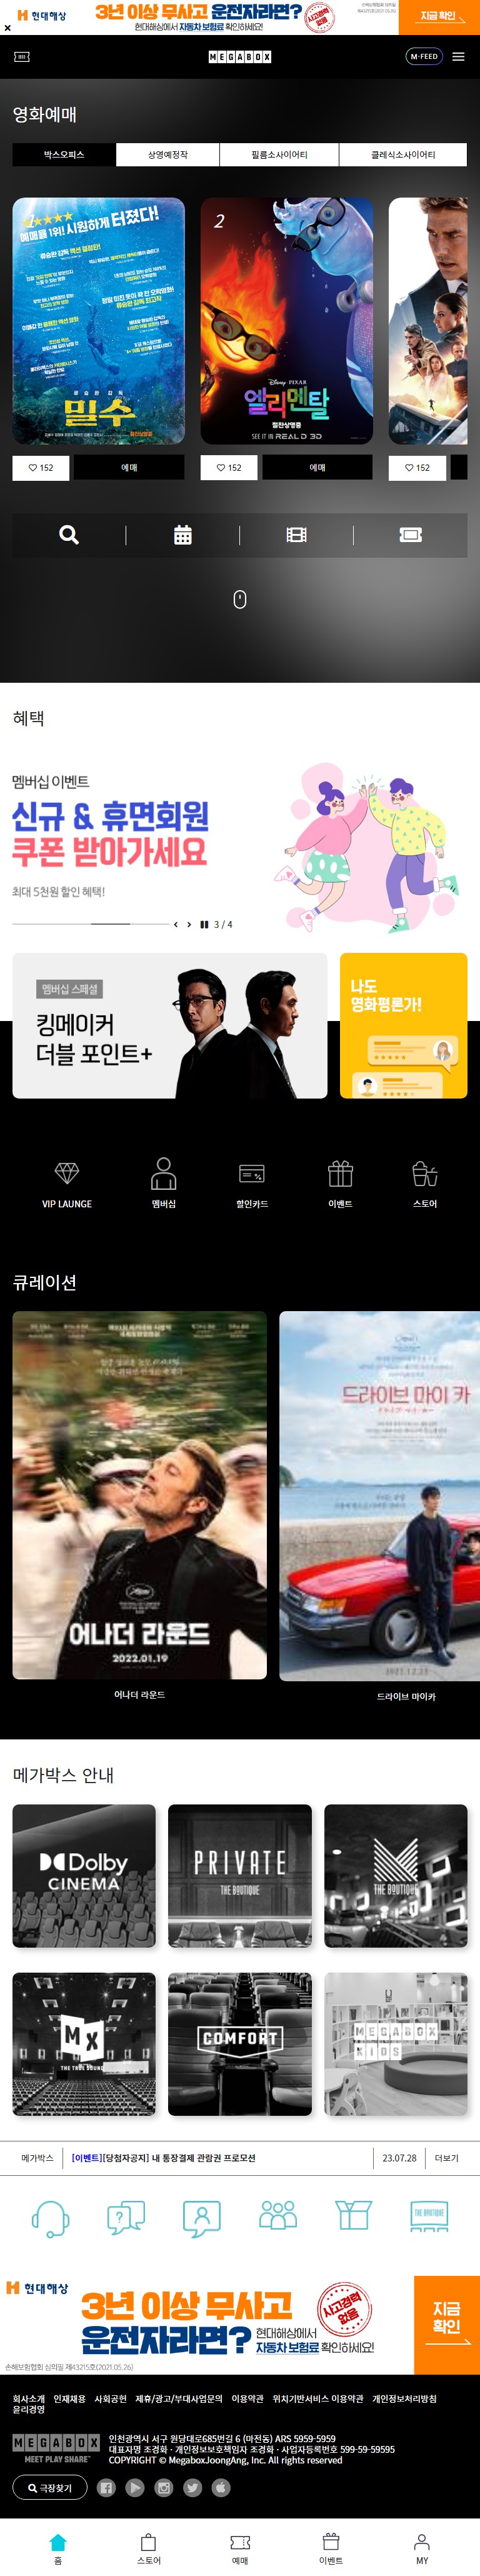 현대해상
3년 이상 무사고 운전자라면?
현대해상에서 자동차 보험료 확인하세요!
사고경력 없음
지금 확인
MEGABOX
M·FEED
영화예매
박스오피스
상영예정작
필름소사이어티
클레식소사이어티
예매율 1위! 시원하게 터졌다!
밀수
2
Disney · PIXAR
엘리멘탈
절찬상영중
SEE IT IN REAL D 3D
152
예매
152
예매
152
혜택
멤버십 이벤트
신규 & 휴면회원
쿠폰 받아가세요
최대 5천원 할인 혜택!
3 / 4
멤버십 스페셜
킹메이커
더블 포인트+
나도
영화평론가!
VIP LAUNGE
멤버십
할인카드
이벤트
스토어
큐레이션
어나더 라운드
2022.01.19
드라이브 마이 카
어나더 라운드
드라이브 마이카
메가박스 안내
Dolby
CINEMA
PRIVATE
THE BOUTIQUE
THE BOUTIQUE
MX
THE TRUE SOUND
COMFORT
MEGABOX
KIDS
메가박스
[이벤트][당첨자공지] 내 통장결제 관람권 프로모션
23.07.28
더보기
THE BOUTIQUE
현대해상
3년 이상 무사고
운전자라면?
현대해상에서
자동차보험료 확인하세요!
사고경력 없음
지금
확인
손해보험협회 심의필 제43215호(2021.05.26)
회사소개 인재채용 사회공헌 제휴/광고/부대사업문의 이용약관 위치기반서비스 이용약관 개인정보처리방침
윤리경영
MEGABOX
MEET PLAY SHARE
인천광역시 서구 원당대로685번길 6 (마전동) ARS 5959-5959
대표자명 조경화 · 개인정보보호책임자 조경화 · 사업자등록번호 599-59-59595
COPYRIGHT © MegaboxJoongAng, Inc. All rights reserved
극장찾기
홈
스토어
예매
이벤트
MY